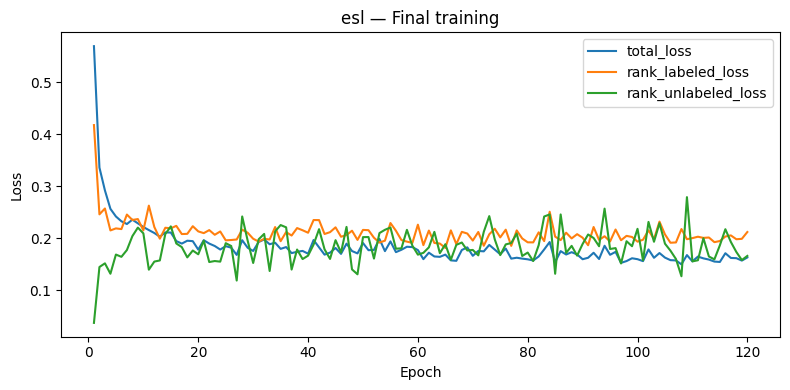 esl — Final training
total_loss
rank_labeled_loss
rank_unlabeled_loss
Loss
0.5
0.4
0.3
0.2
0.1
0 20 40 60 80 100 120
Epoch